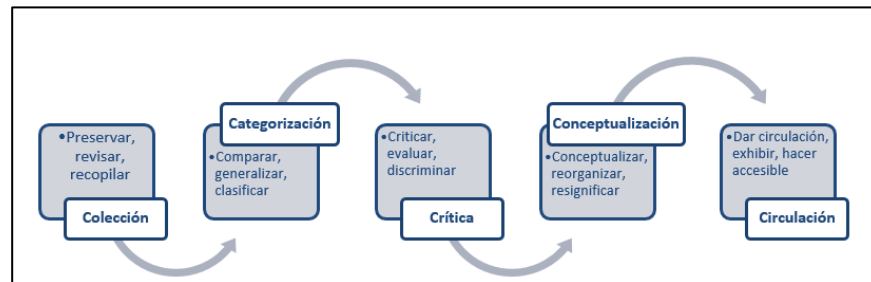 •Preservar,
revisar,
recopilar
Colección
Categorización
•Comparar,
generalizar,
clasificar
•Criticar,
evaluar,
discriminar
Crítica
Conceptualización
•Conceptualizar,
reorganizar,
resignificar
•Dar circulación,
exhibir, hacer
accesible
Circulación